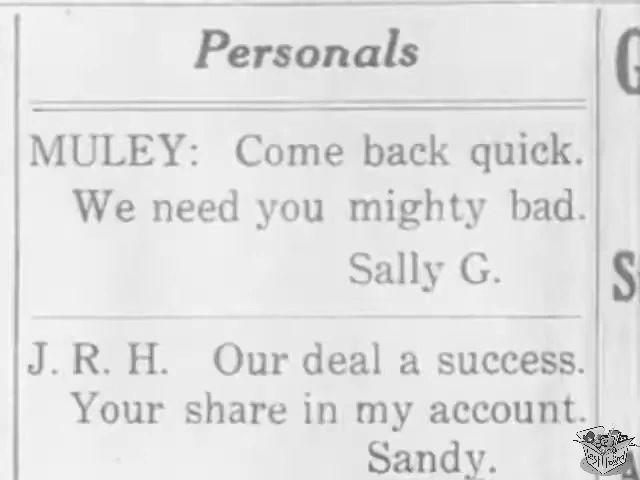 Personals
MULEY: Come back quick.
We need you mighty bad.
Sally G.
J. R. H. Our deal a success.
Your share in my account.
Sandy.